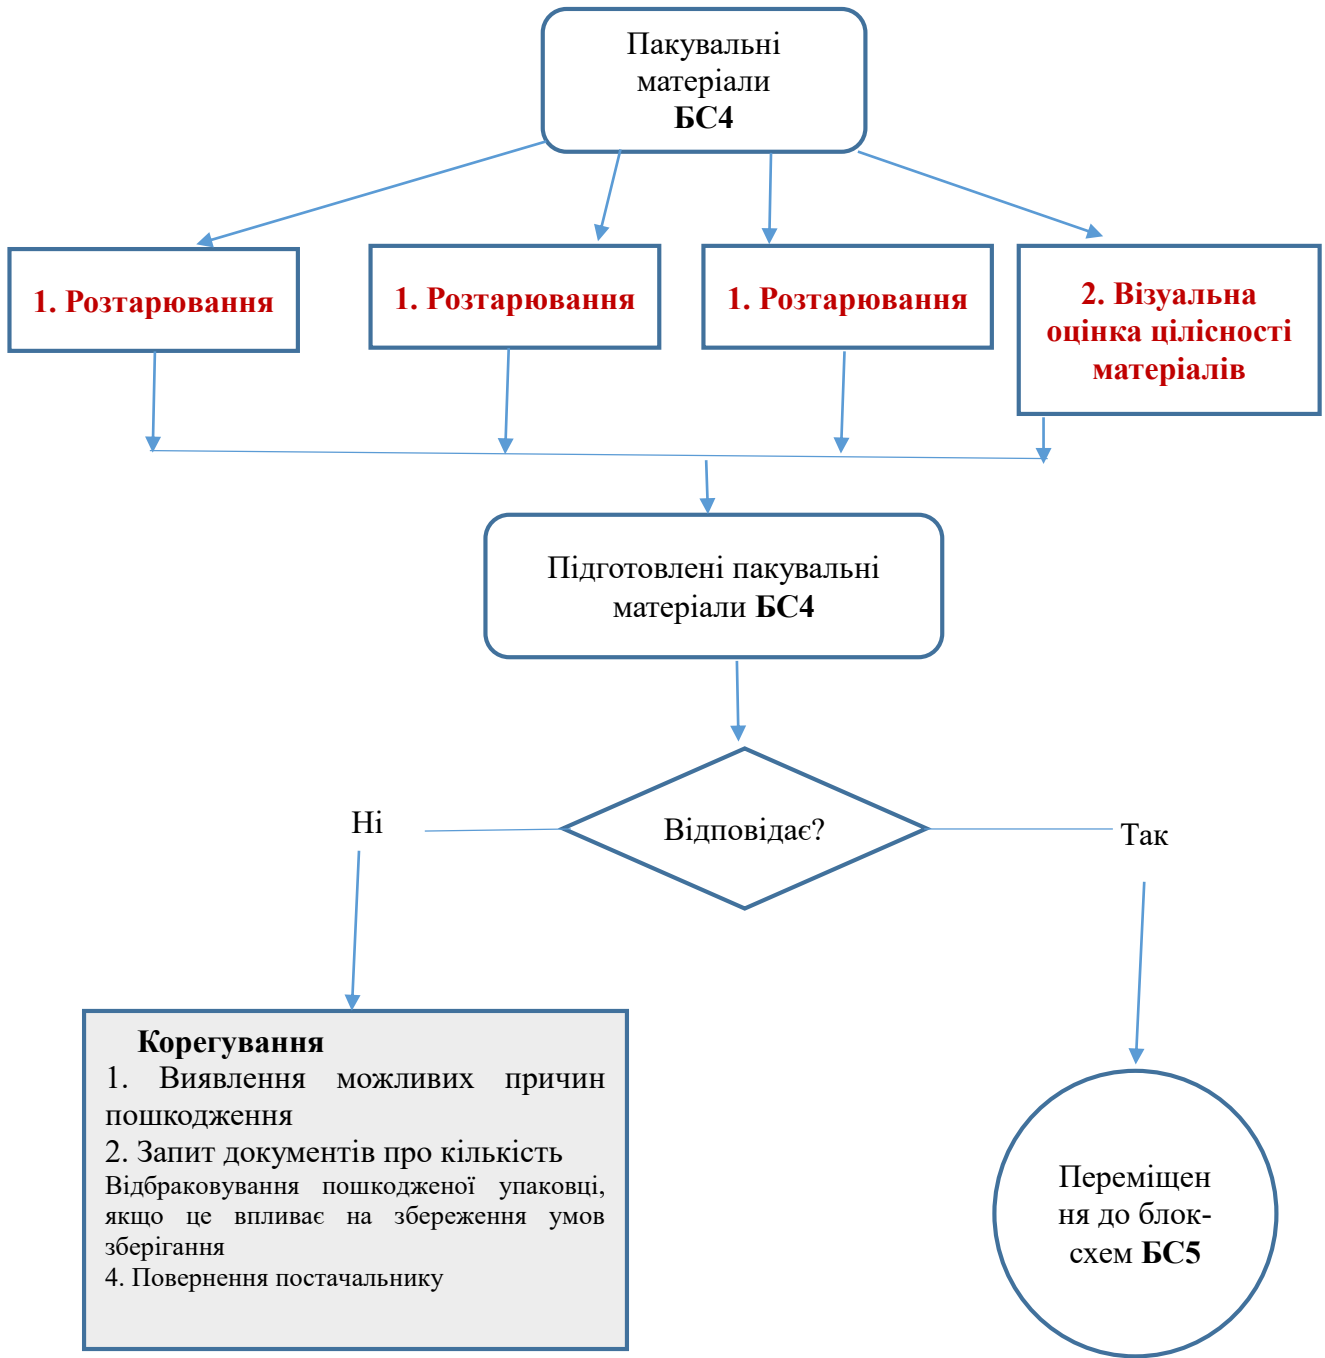 Пакувальні
матеріали
БС4
1. Розтарювання
1. Розтарювання
1. Розтарювання
2. Візуальна
оцінка цілісності
матеріалів
Підготовлені пакувальні
матеріали БС4
Відповідає?
Ні
Так
Корегування
1. Виявлення можливих причин
пошкодження
2. Запит документів про кількість
Відбраковування пошкодженої упаковці,
якщо це впливає на збереження умов
зберігання
4. Повернення постачальнику
Переміщен
ня до блок-
схем БС5